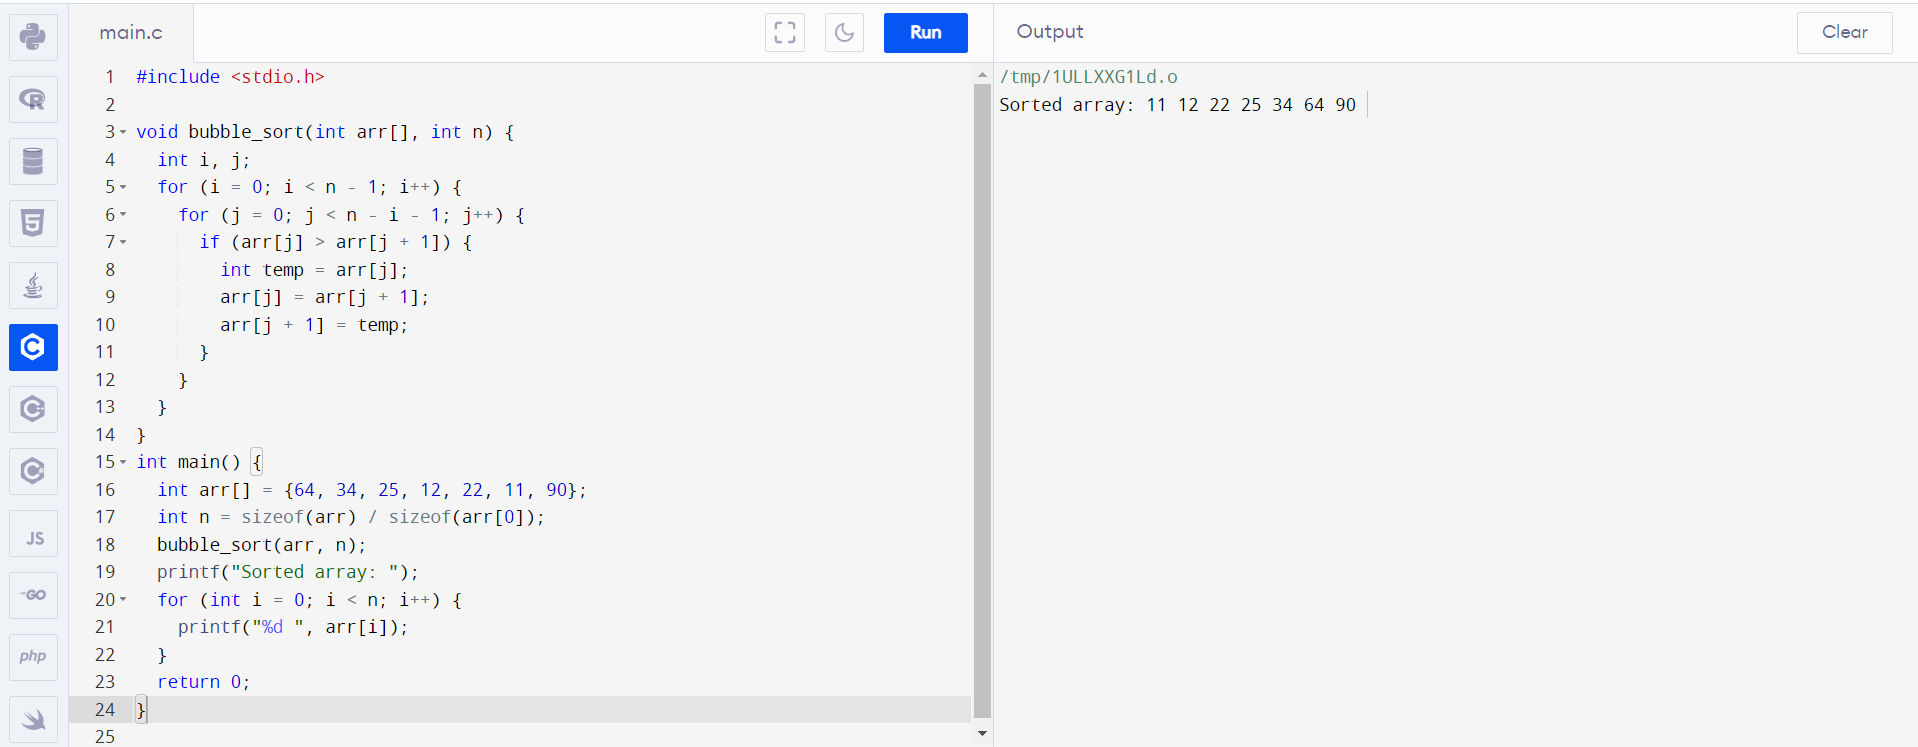 main.c
Run
Output
Clear
1 #include <stdio.h>
2
3 void bubble_sort(int arr[], int n) {
4   int i, j;
5   for (i = 0; i < n - 1; i++) {
6     for (j = 0; j < n - i - 1; j++) {
7       if (arr[j] > arr[j + 1]) {
8         int temp = arr[j];
9         arr[j] = arr[j + 1];
10         arr[j + 1] = temp;
11       }
12     }
13   }
14 }
15 int main() {
16   int arr[] = {64, 34, 25, 12, 22, 11, 90};
17   int n = sizeof(arr) / sizeof(arr[0]);
18   bubble_sort(arr, n);
19   printf("Sorted array: ");
20   for (int i = 0; i < n; i++) {
21     printf("%d ", arr[i]);
22   }
23   return 0;
24 }
25
/tmp/1ULLXXG1Ld.o
Sorted array: 11 12 22 25 34 64 90
R
5
C
C
C
JS
GO
php